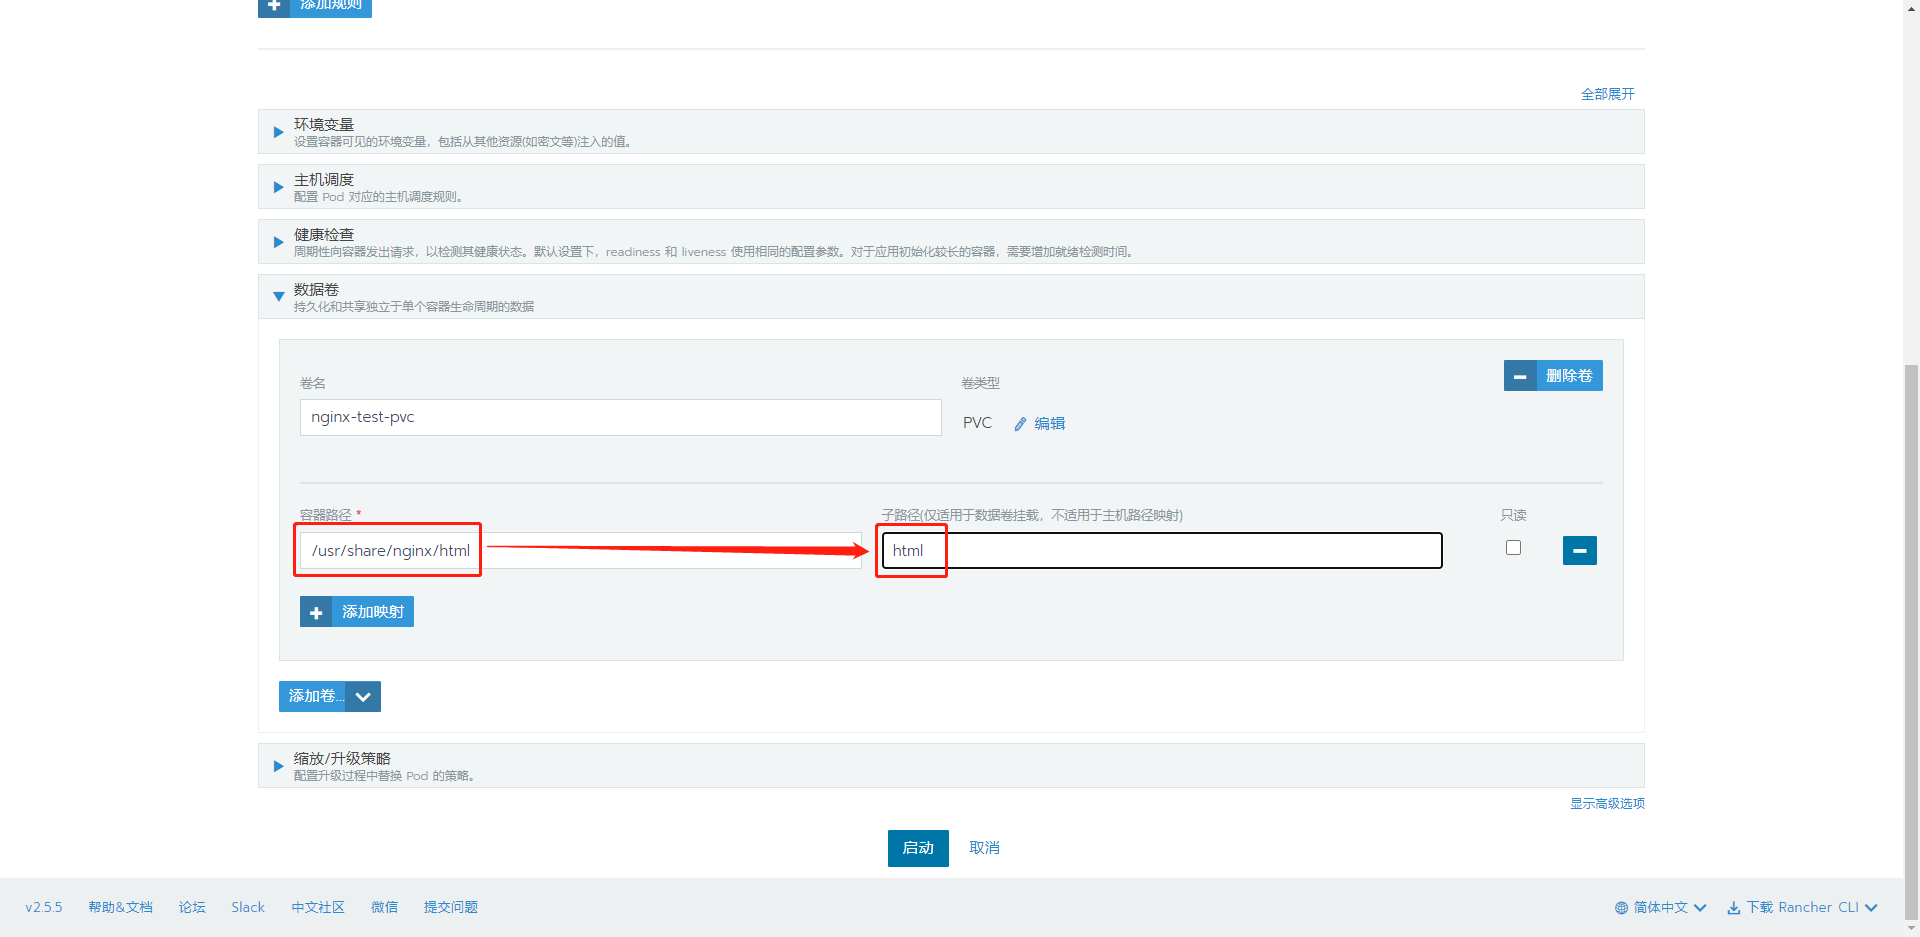 添加规则
全部展开
环境变量
设置容器可见的环境变量，包括从其他资源(如密文等)注入的值。
主机调度
配置 Pod 对应的主机调度规则。
健康检查
周期性向容器发出请求，以检测其健康状态。默认设置下，readiness 和 liveness 使用相同的配置参数。对于应用初始化较长的容器，需要增加就绪检测时间。
数据卷
持久化和共享独立于单个容器生命周期的数据
删除卷
卷名
卷类型
nginx-test-pvc
PVC 编辑
容器路径 *
子路径(仅适用于数据卷挂载，不适用于主机路径映射)
只读
/usr/share/nginx/html
html
添加映射
添加卷...
缩放/升级策略
配置升级过程中替换 Pod 的策略。
显示高级选项
启动 取消
v2.5.5 帮助&文档 论坛 Slack 中文社区 微信 提交问题 简体中文 下载 Rancher CLI